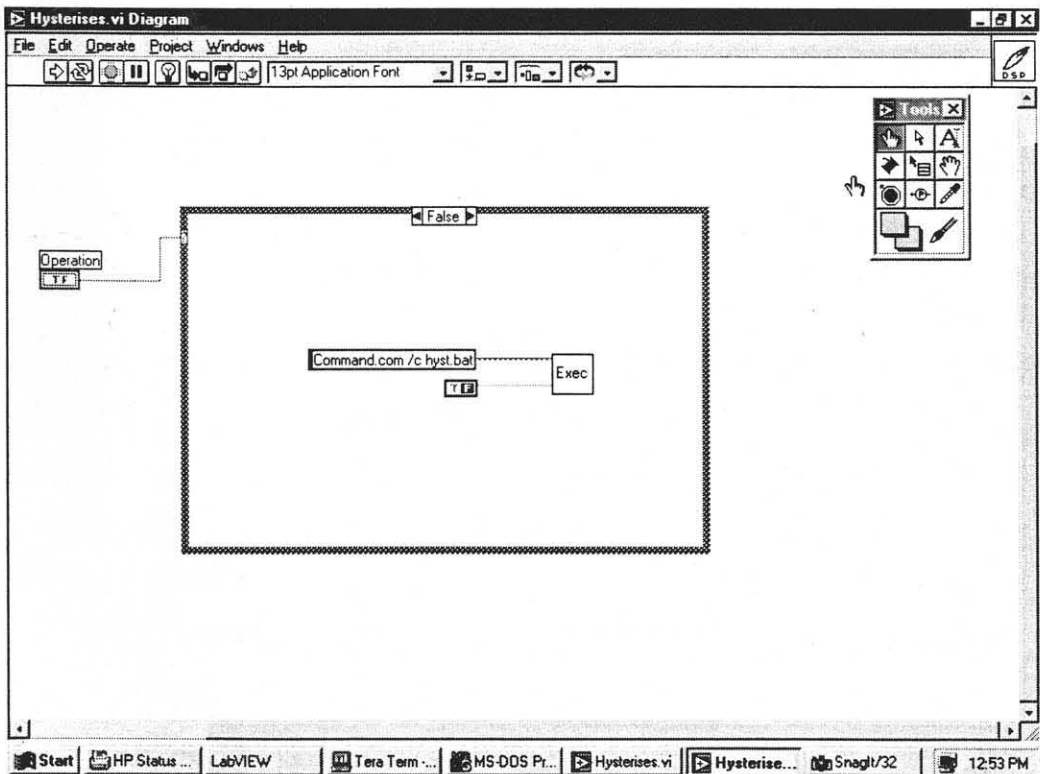 Hysterises.vi Diagram
File Edit Operate Project Windows Help
13pt Application Font
DSP
Tools
A
False
Operation
TF
Command.com /c hyst.bat
Exec
T F
Start HP Status ... LabVIEW Tera Term -... MS-DOS Pr... Hysterises.vi Hysterise... SnagIt/32 12:53 PM